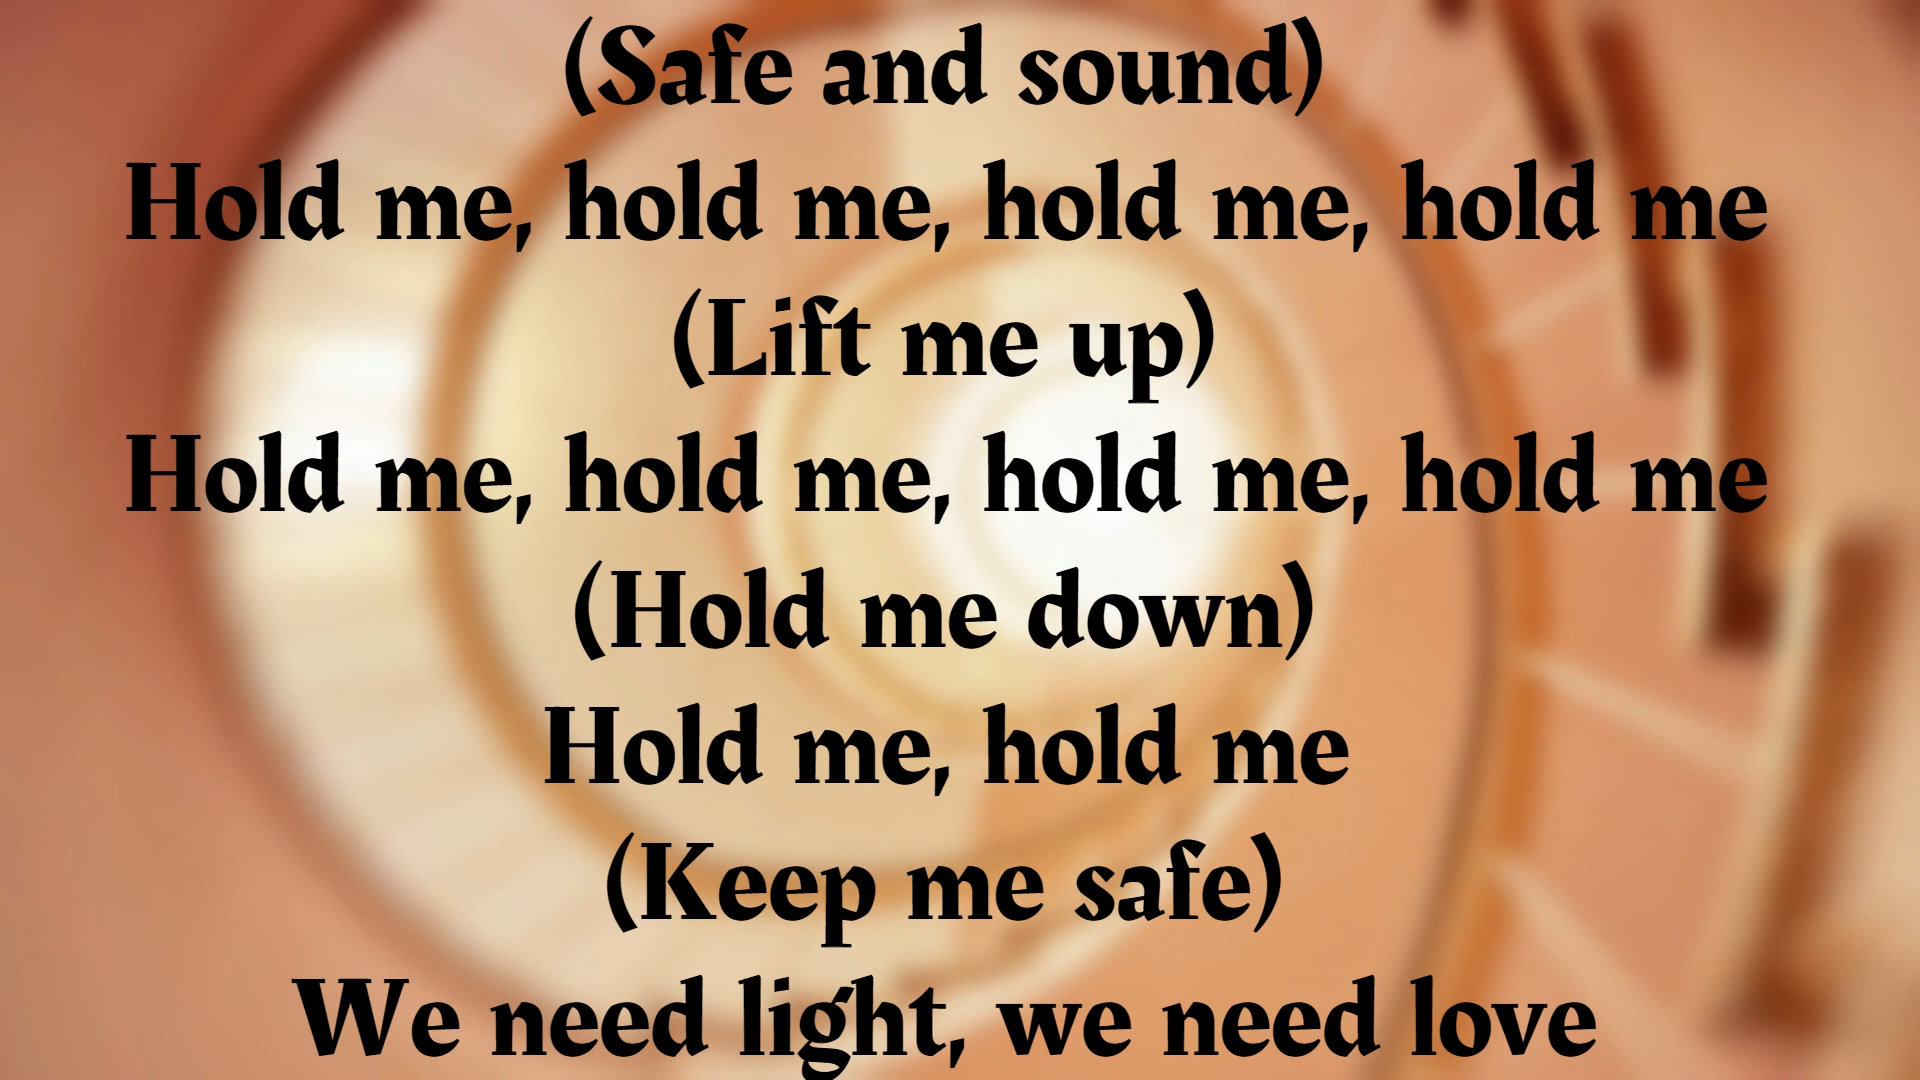 (Safe and sound)
Hold me, hold me, hold me, hold me
(Lift me up)
Hold me, hold me, hold me, hold me
(Hold me down)
Hold me, hold me
(Keep me safe)
We need light, we need love